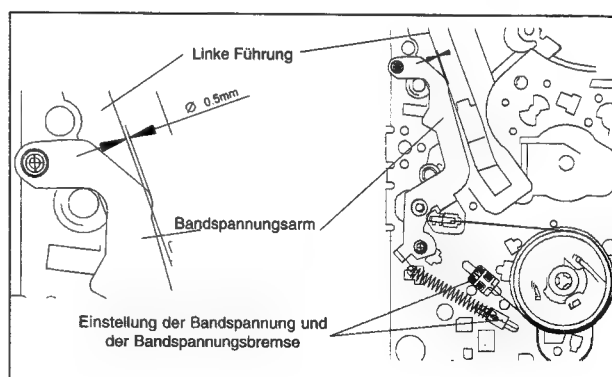 Linke Führung
Ø 0.5mm
Bandspannungsarm
Einstellung der Bandspannung und
der Bandspannungsbremse